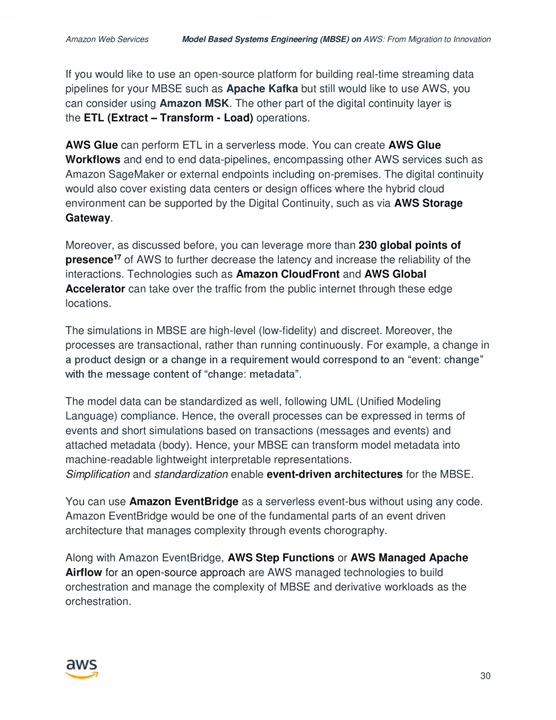 Amazon Web Services Model Based Systems Engineering (MBSE) on AWS: From Migration to Innovation
If you would like to use an open-source platform for building real-time streaming data
pipelines for your MBSE such as Apache Kafka but still would like to use AWS, you
can consider using Amazon MSK. The other part of the digital continuity layer is
the ETL (Extract – Transform - Load) operations.
AWS Glue can perform ETL in a serverless mode. You can create AWS Glue
Workflows and end to end data-pipelines, encompassing other AWS services such as
Amazon SageMaker or external endpoints including on-premises. The digital continuity
would also cover existing data centers or design offices where the hybrid cloud
environment can be supported by the Digital Continuity, such as via AWS Storage
Gateway.
Moreover, as discussed before, you can leverage more than 230 global points of
presence17 of AWS to further decrease the latency and increase the reliability of the
interactions. Technologies such as Amazon CloudFront and AWS Global
Accelerator can take over the traffic from the public internet through these edge
locations.
The simulations in MBSE are high-level (low-fidelity) and discreet. Moreover, the
processes are transactional, rather than running continuously. For example, a change in
a product design or a change in a requirement would correspond to an “event: change”
with the message content of “change: metadata”.
The model data can be standardized as well, following UML (Unified Modeling
Language) compliance. Hence, the overall processes can be expressed in terms of
events and short simulations based on transactions (messages and events) and
attached metadata (body). Hence, your MBSE can transform model metadata into
machine-readable lightweight interpretable representations.
Simplification and standardization enable event-driven architectures for the MBSE.
You can use Amazon EventBridge as a serverless event-bus without using any code.
Amazon EventBridge would be one of the fundamental parts of an event driven
architecture that manages complexity through events chorography.
Along with Amazon EventBridge, AWS Step Functions or AWS Managed Apache
Airflow for an open-source approach are AWS managed technologies to build
orchestration and manage the complexity of MBSE and derivative workloads as the
orchestration.
aws
30